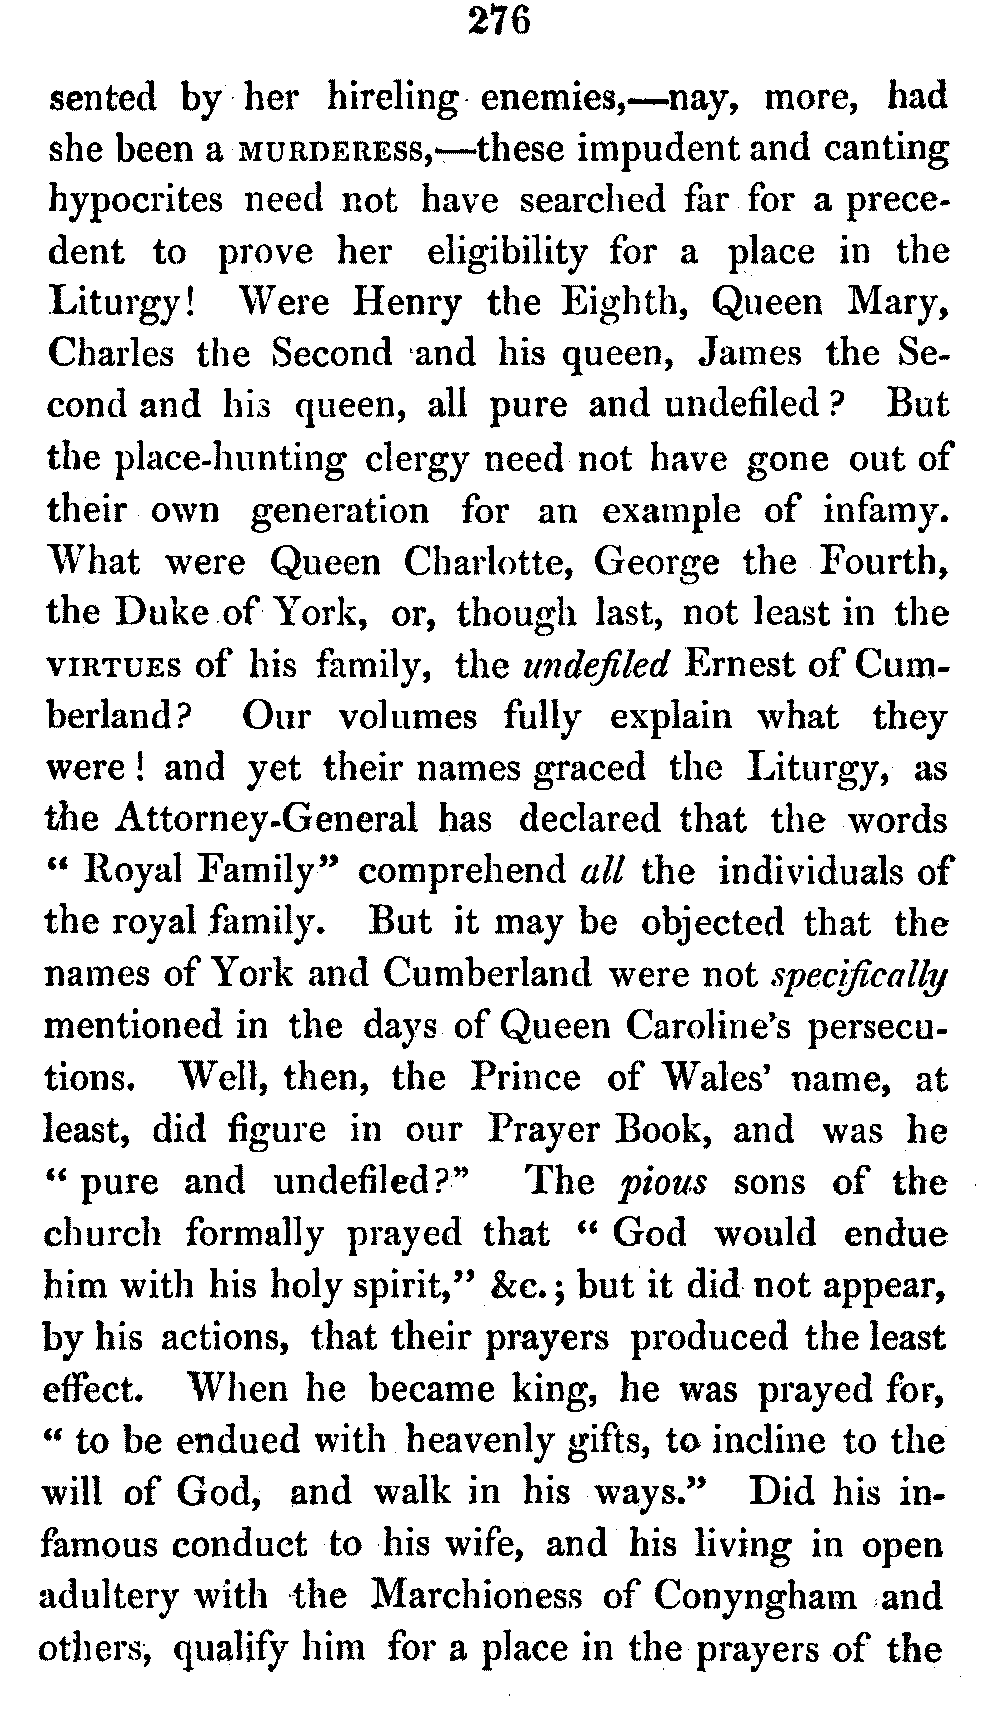 276
sented by her hireling enemies,—nay, more, had
she been a MURDERESS,—these impudent and canting
hypocrites need not have searched far for a prece-
dent to prove her eligibility for a place in the
Liturgy! Were Henry the Eighth, Queen Mary,
Charles the Second and his queen, James the Se-
cond and his queen, all pure and undefiled? But
the place-hunting clergy need not have gone out of
their own generation for an example of infamy.
What were Queen Charlotte, George the Fourth,
the Duke of York, or, though last, not least in the
VIRTUES of his family, the undefiled Ernest of Cum-
berland? Our volumes fully explain what they
were! and yet their names graced the Liturgy, as
the Attorney-General has declared that the words
“ Royal Family” comprehend all the individuals of
the royal family. But it may be objected that the
names of York and Cumberland were not specifically
mentioned in the days of Queen Caroline's persecu-
tions. Well, then, the Prince of Wales' name, at
least, did figure in our Prayer Book, and was he
“ pure and undefiled?” The pious sons of the
church formally prayed that “ God would endue
him with his holy spirit,” &c.; but it did not appear,
by his actions, that their prayers produced the least
effect. When he became king, he was prayed for,
“ to be endued with heavenly gifts, to incline to the
will of God, and walk in his ways.” Did his in-
famous conduct to his wife, and his living in open
adultery with the Marchioness of Conyngham and
others, qualify him for a place in the prayers of the